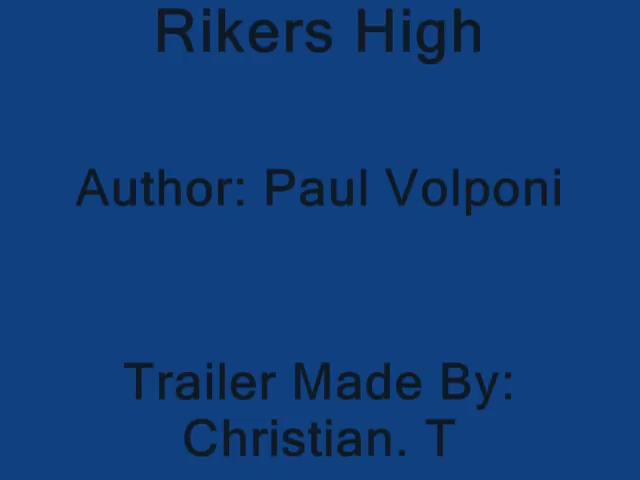 Rikers High
Author: Paul Volponi
Trailer Made By:
Christian. T